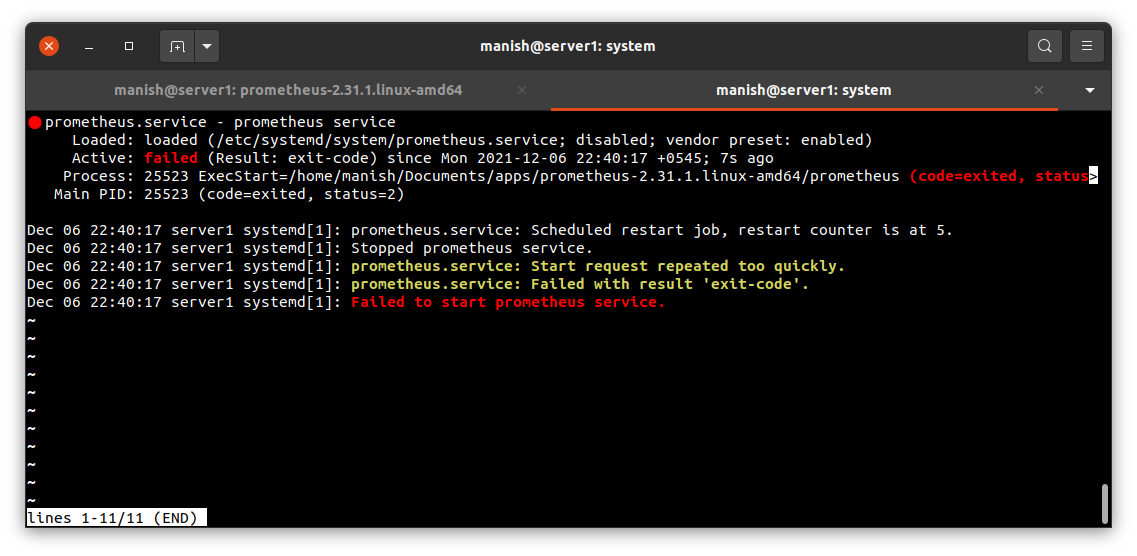 manish@server1: system
manish@server1: prometheus-2.31.1.linux-amd64
manish@server1: system
prometheus.service - prometheus service
Loaded: loaded (/etc/systemd/system/prometheus.service; disabled; vendor preset: enabled)
Active: failed (Result: exit-code) since Mon 2021-12-06 22:40:17 +0545; 7s ago
Process: 25523 ExecStart=/home/manish/Documents/apps/prometheus-2.31.1.linux-amd64/prometheus (code=exited, status>
Main PID: 25523 (code=exited, status=2)
Dec 06 22:40:17 server1 systemd[1]: prometheus.service: Scheduled restart job, restart counter is at 5.
Dec 06 22:40:17 server1 systemd[1]: Stopped prometheus service.
Dec 06 22:40:17 server1 systemd[1]: prometheus.service: Start request repeated too quickly.
Dec 06 22:40:17 server1 systemd[1]: prometheus.service: Failed with result 'exit-code'.
Dec 06 22:40:17 server1 systemd[1]: Failed to start prometheus service.
~
~
~
~
~
~
~
~
~
~
~
lines 1-11/11 (END)